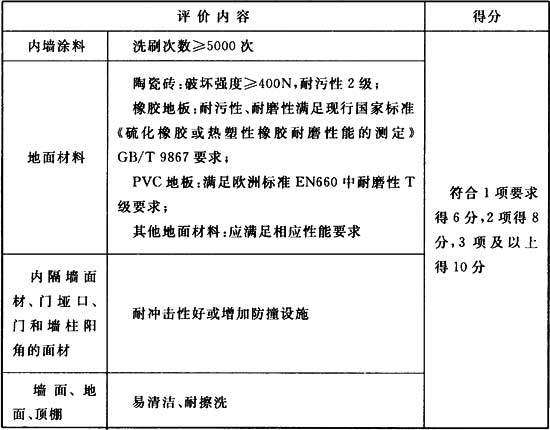 评价内容
得分
内墙涂料
洗刷次数≥5000次
地面材料
陶瓷砖:破坏强度≥400N,耐污性2级;
橡胶地板:耐污性、耐磨性满足现行国家标准
《硫化橡胶或热塑性橡胶耐磨性能的测定》
GB/T 9867要求;
PVC地板:满足欧洲标准EN660中耐磨性T
级要求;
其他地面材料:应满足相应性能要求
内隔墙面
材、门垭口、
门和墙柱阳
角的面材
耐冲击性好或增加防撞设施
墙面、地
面、顶棚
易清洁、耐擦洗
符合1项要求
得6分,2项得8
分,3项及以上
得10分